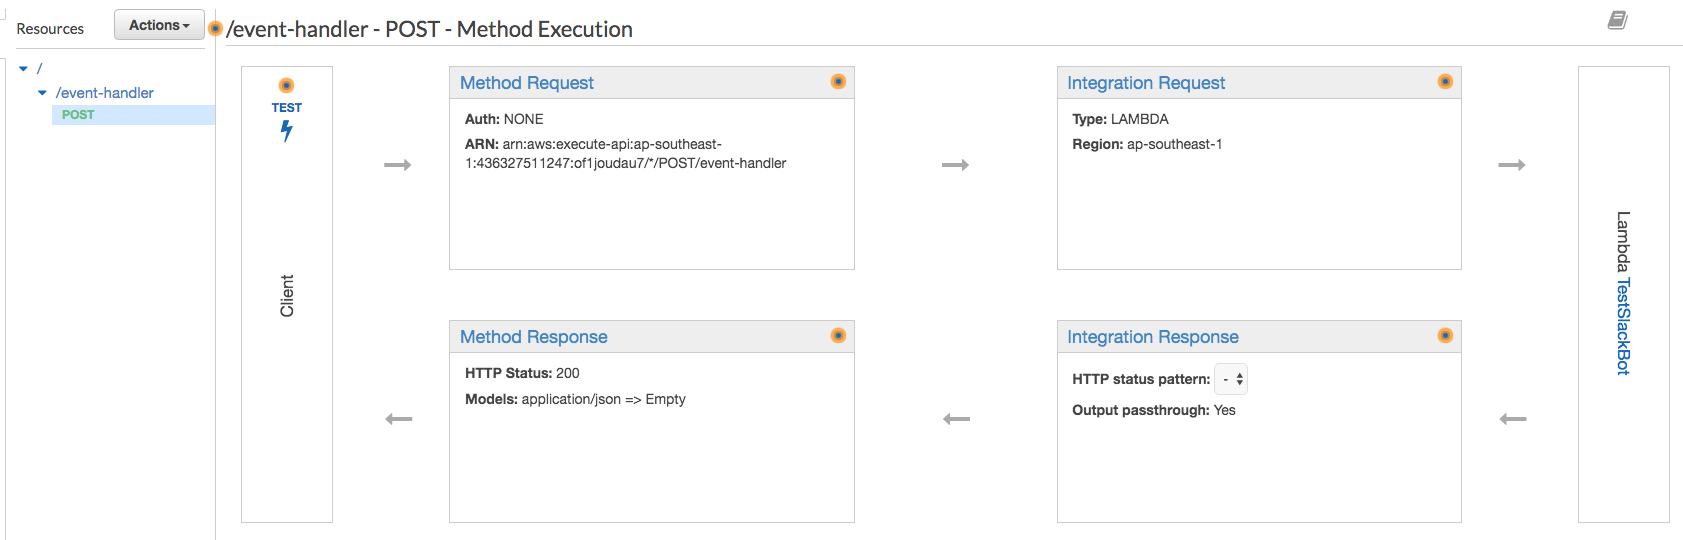 Resources
Actions
/event-handler - POST - Method Execution
/
/event-handler
POST
TEST
Client
Method Request
Auth: NONE
ARN: arn:aws:execute-api:ap-southeast-
1:436327511247:of1joudau7/*/POST/event-handler
Integration Request
Type: LAMBDA
Region: ap-southeast-1
Lambda TestSlackBot
Method Response
HTTP Status: 200
Models: application/json => Empty
Integration Response
HTTP status pattern: -
Output passthrough: Yes